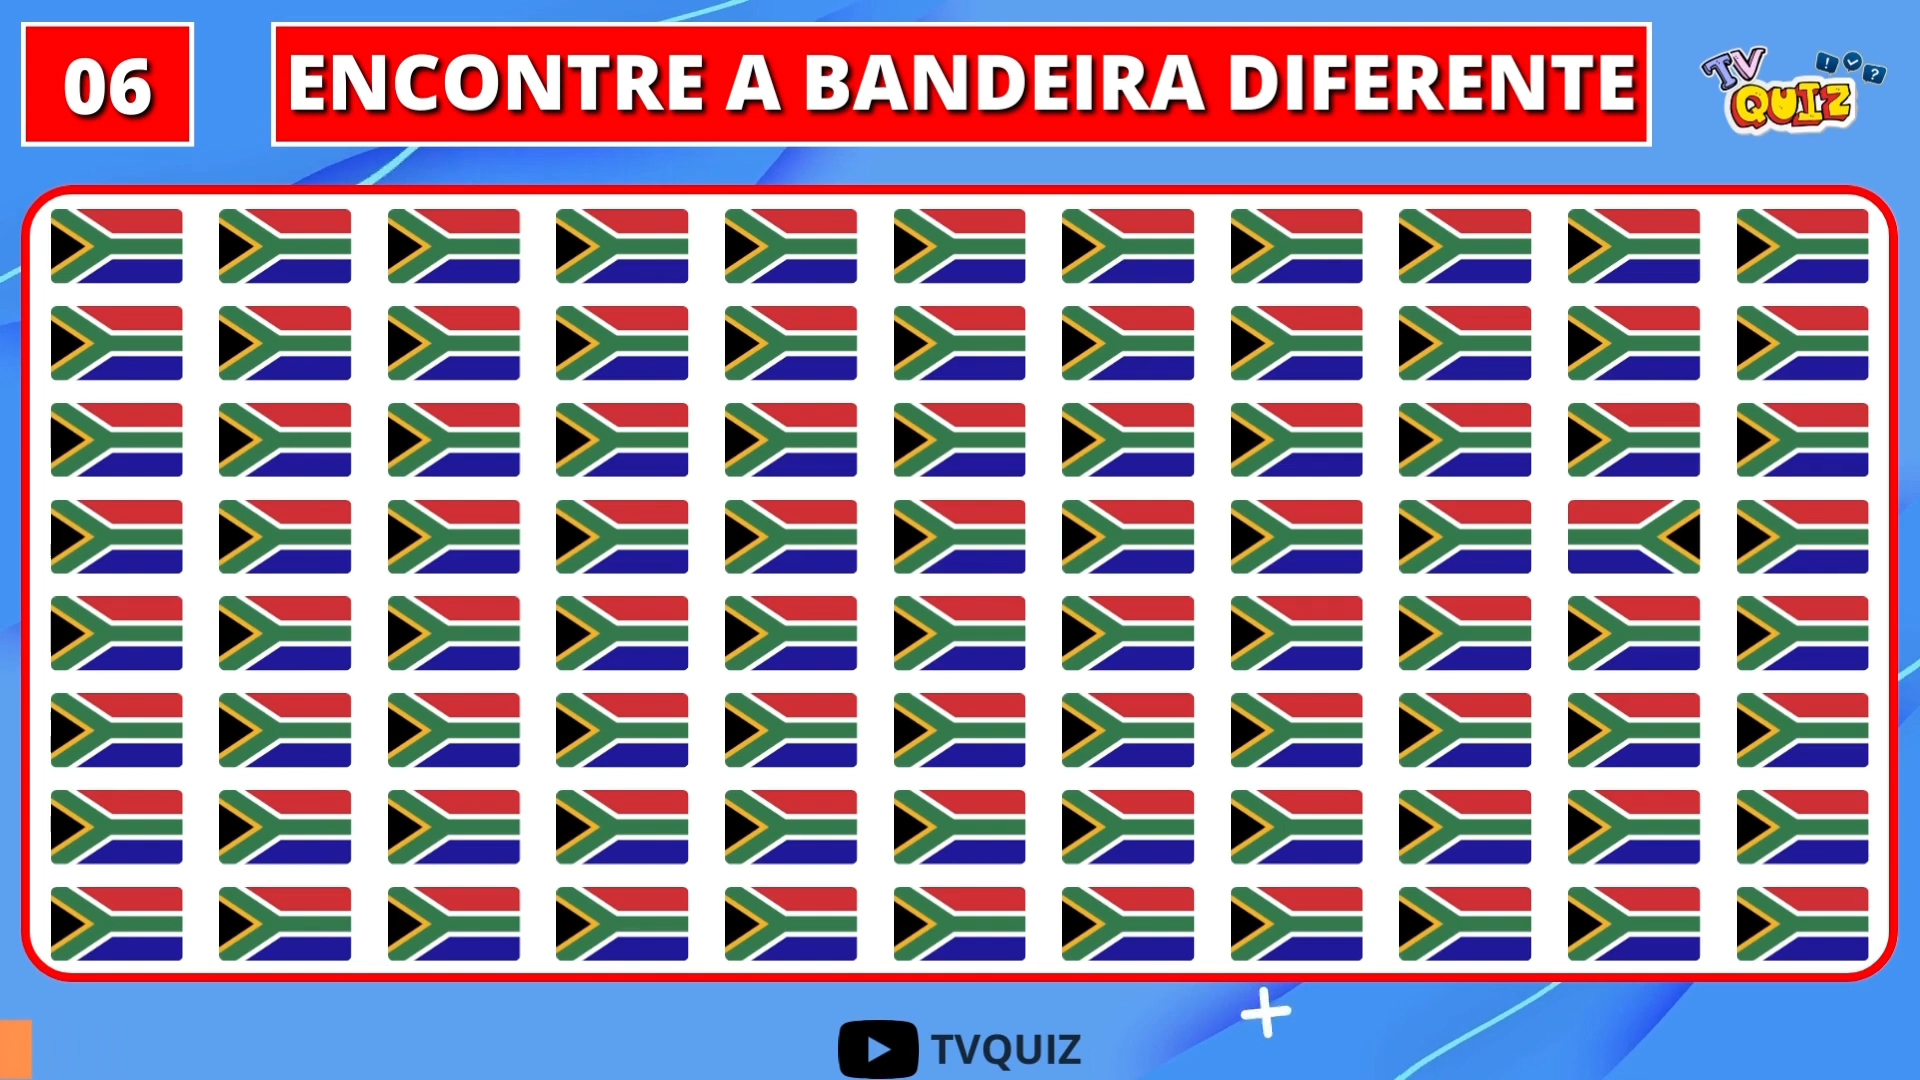 06
ENCONTRE A BANDEIRA DIFERENTE
TV
! ?
QUIZ
TVQUIZ